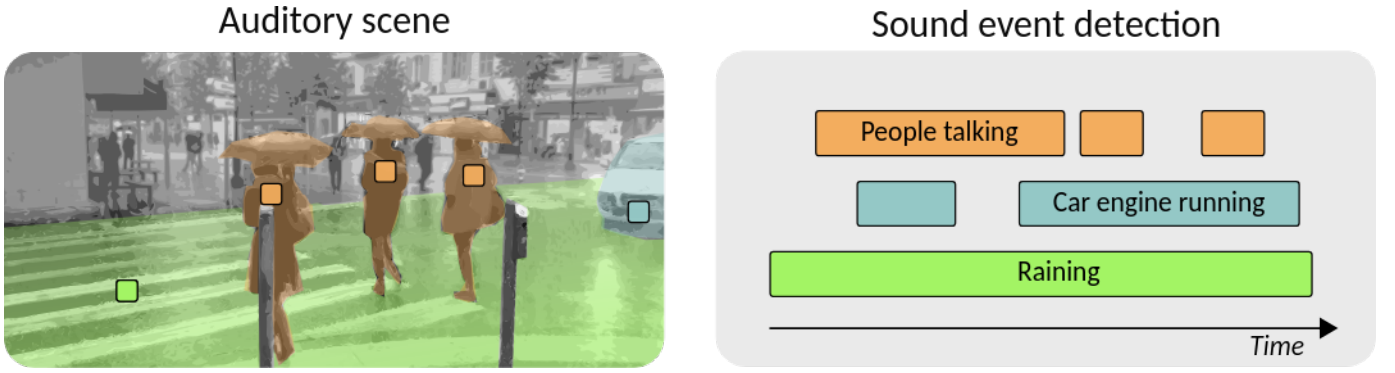 Auditory scene
Sound event detection
People talking
Car engine running
Raining
Time